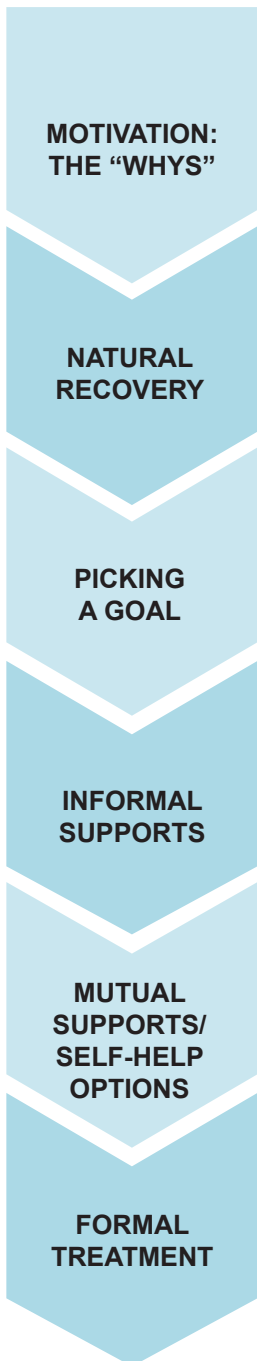 MOTIVATION:
THE “WHYS”
NATURAL
RECOVERY
PICKING
A GOAL
INFORMAL
SUPPORTS
MUTUAL
SUPPORTS/
SELF-HELP
OPTIONS
FORMAL
TREATMENT